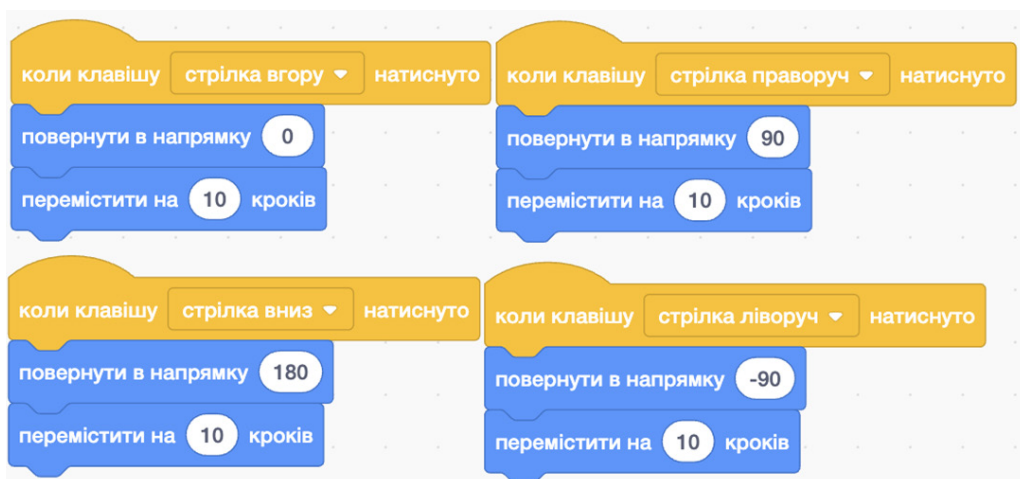 коли клавішу стрілка вгору натиснуто
повернути в напрямку 0
перемістити на 10 кроків
коли клавішу стрілка праворуч натиснуто
повернути в напрямку 90
перемістити на 10 кроків
коли клавішу стрілка вниз натиснуто
повернути в напрямку 180
перемістити на 10 кроків
коли клавішу стрілка ліворуч натиснуто
повернути в напрямку -90
перемістити на 10 кроків